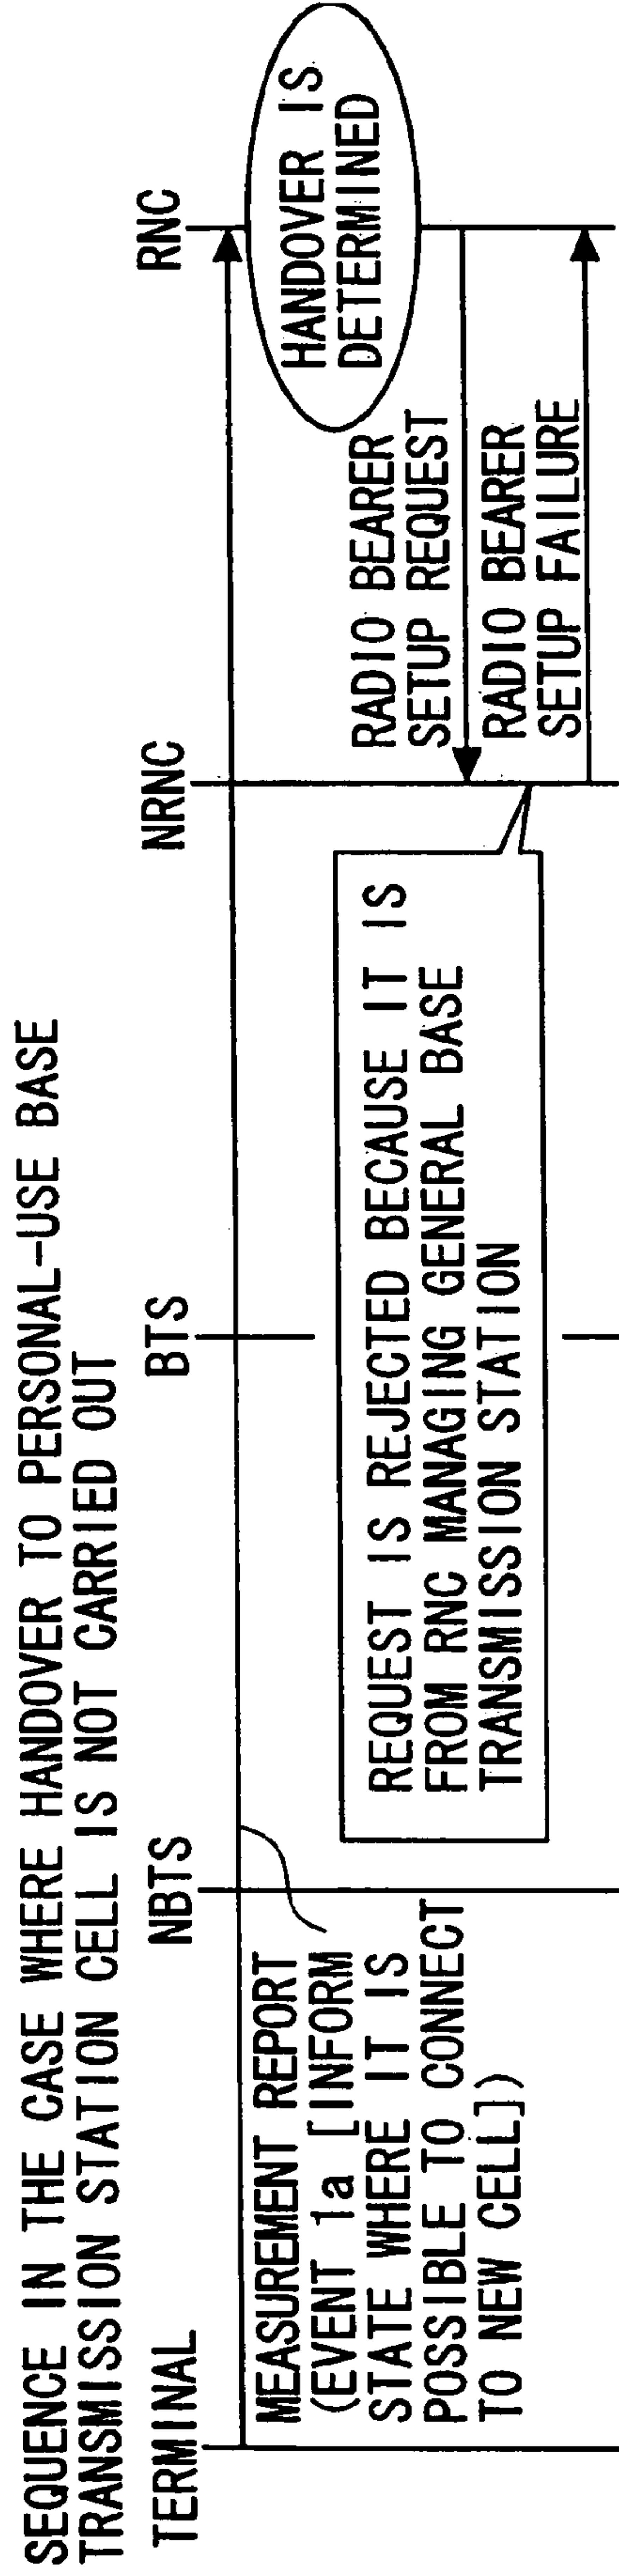 SEQUENCE IN THE CASE WHERE HANDOVER TO PERSONAL-USE BASE
TRANSMISSION STATION CELL IS NOT CARRIED OUT
TERMINAL
NBTS
BTS
NRNC
RNC
MEASUREMENT REPORT
(EVENT 1a [INFORM
STATE WHERE IT IS
POSSIBLE TO CONNECT
TO NEW CELL])
HANDOVER IS
DETERMINED
RADIO BEARER
SETUP REQUEST
REQUEST IS REJECTED BECAUSE IT IS
FROM RNC MANAGING GENERAL BASE
TRANSMISSION STATION
RADIO BEARER
SETUP FAILURE